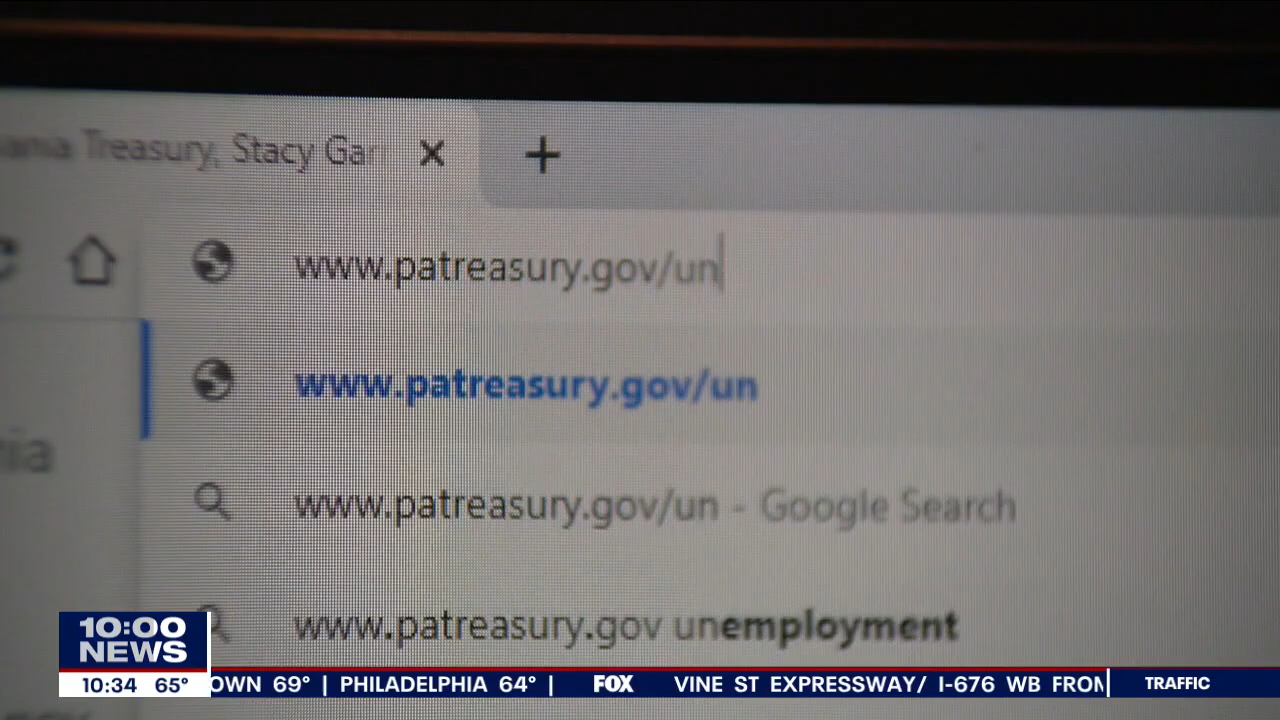 ania Treasury, Stacy Gar
www.patreasury.gov/un
www.patreasury.gov/un
www.patreasury.gov/un - Google Search
www.patreasury.gov unemployment
nia
10:00
NEWS
10:34 65°
OWN 69° | PHILADELPHIA 64° | FOX VINE ST EXPRESSWAY/ I-676 WB FROM
TRAFFIC